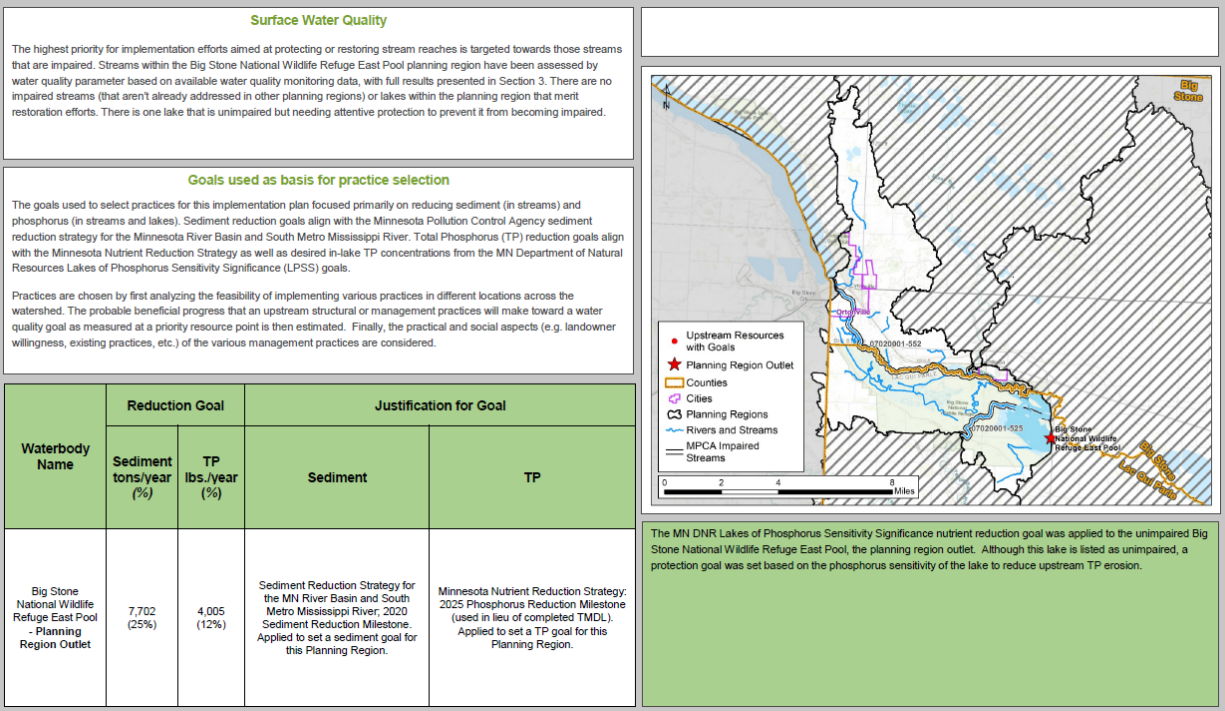 Surface Water Quality
The highest priority for implementation efforts aimed at protecting or restoring stream reaches is targeted towards those streams
that are impaired. Streams within the Big Stone National Wildlife Refuge East Pool planning region have been assessed by
water quality parameter based on available water quality monitoring data, with full results presented in Section 3. There are no
impaired streams (that aren't already addressed in other planning regions) or lakes within the planning region that merit
restoration efforts. There is one lake that is unimpaired but needing attentive protection to prevent it from becoming impaired.
Goals used as basis for practice selection
The goals used to select practices for this implementation plan focused primarily on reducing sediment (in streams) and
phosphorus (in streams and lakes). Sediment reduction goals align with the Minnesota Pollution Control Agency sediment
reduction strategy for the Minnesota River Basin and South Metro Mississippi River. Total Phosphorus (TP) reduction goals align
with the Minnesota Nutrient Reduction Strategy as well as desired in-lake TP concentrations from the MN Department of Natural
Resources Lakes of Phosphorus Sensitivity Significance (LPSS) goals.
Practices are chosen by first analyzing the feasibility of implementing various practices in different locations across the
watershed. The probable beneficial progress that an upstream structural or management practices will make toward a water
quality goal as measured at a priority resource point is then estimated. Finally, the practical and social aspects (e.g. landowner
willingness, existing practices, etc.) of the various management practices are considered.
Waterbody
Name
Reduction Goal
Justification for Goal
Sediment
tons/year
(%)
TP
lbs./year
(%)
Sediment
TP
Big Stone
National Wildlife
Refuge East Pool
- Planning
Region Outlet
7,702
(25%)
4,005
(12%)
Sediment Reduction Strategy for
the MN River Basin and South
Metro Mississippi River; 2020
Sediment Reduction Milestone.
Applied to set a sediment goal for
this Planning Region.
Minnesota Nutrient Reduction Strategy:
2025 Phosphorus Reduction Milestone
(used in lieu of completed TMDL).
Applied to set a TP goal for this
Planning Region.
N
Big
Stone
Ortonville
07020001-552
07020001-525
Big Stone
National Wildlife
Refuge East Pool
Big Stone
Lac Qui Parle
Upstream Resources
with Goals
Planning Region Outlet
Counties
Cities
Planning Regions
Rivers and Streams
MPCA Impaired
Streams
0 2 4 8
Miles
The MN DNR Lakes of Phosphorus Sensitivity Significance nutrient reduction goal was applied to the unimpaired Big
Stone National Wildlife Refuge East Pool, the planning region outlet. Although this lake is listed as unimpaired, a
protection goal was set based on the phosphorus sensitivity of the lake to reduce upstream TP erosion.